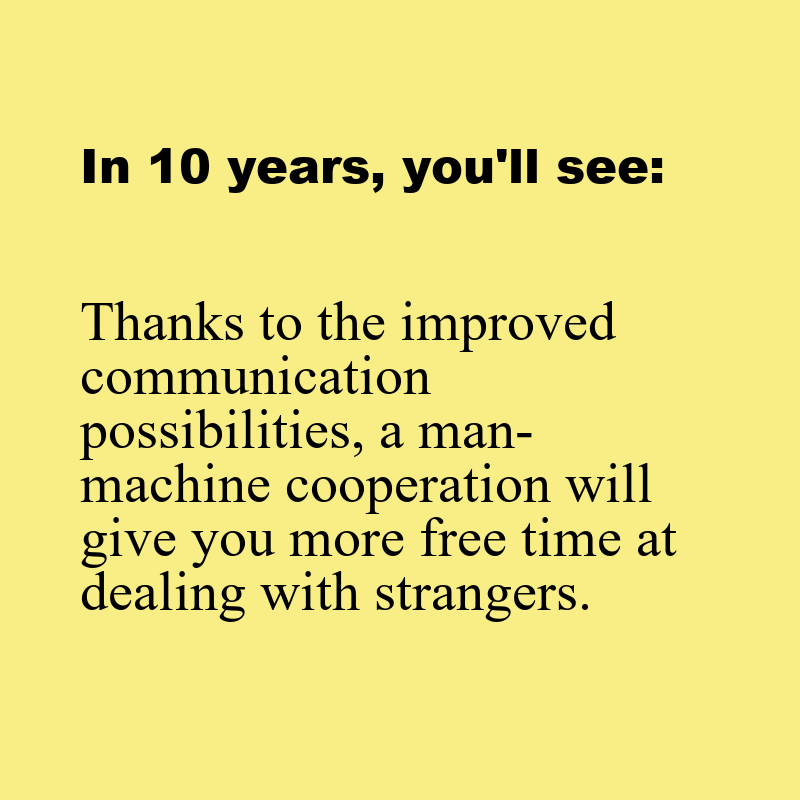 In 10 years, you'll see:
Thanks to the improved
communication
possibilities, a man-
machine cooperation will
give you more free time at
dealing with strangers.